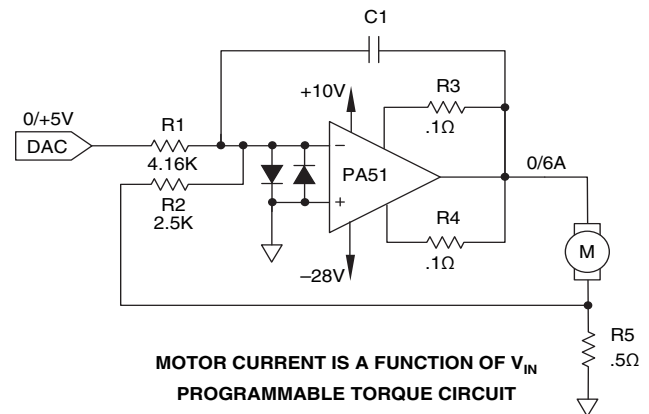 C1
+10V
R3
.1Ω
0/+5V
DAC
R1
4.16K
R2
2.5K
–
+
PA51
0/6A
R4
.1Ω
–28V
M
R5
.5Ω
MOTOR CURRENT IS A FUNCTION OF VIN
PROGRAMMABLE TORQUE CIRCUIT